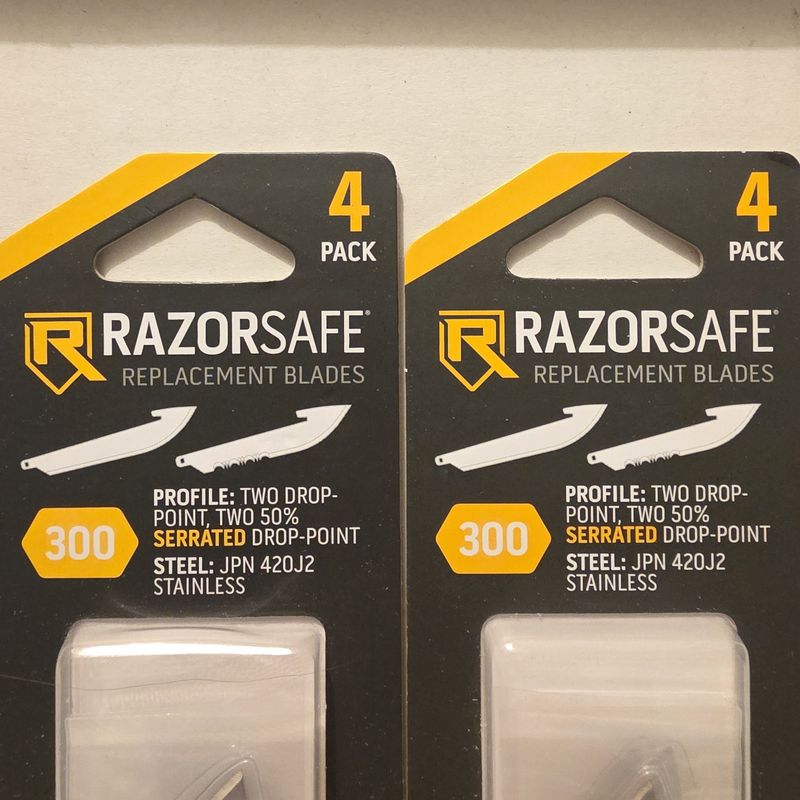 4
PACK
RAZORSAFE®
REPLACEMENT BLADES
300
PROFILE: TWO DROP-
POINT, TWO 50%
SERRATED DROP-POINT
STEEL: JPN 420J2
STAINLESS
4
PACK
RAZORSAFE®
REPLACEMENT BLADES
300
PROFILE: TWO DROP-
POINT, TWO 50%
SERRATED DROP-POINT
STEEL: JPN 420J2
STAINLESS